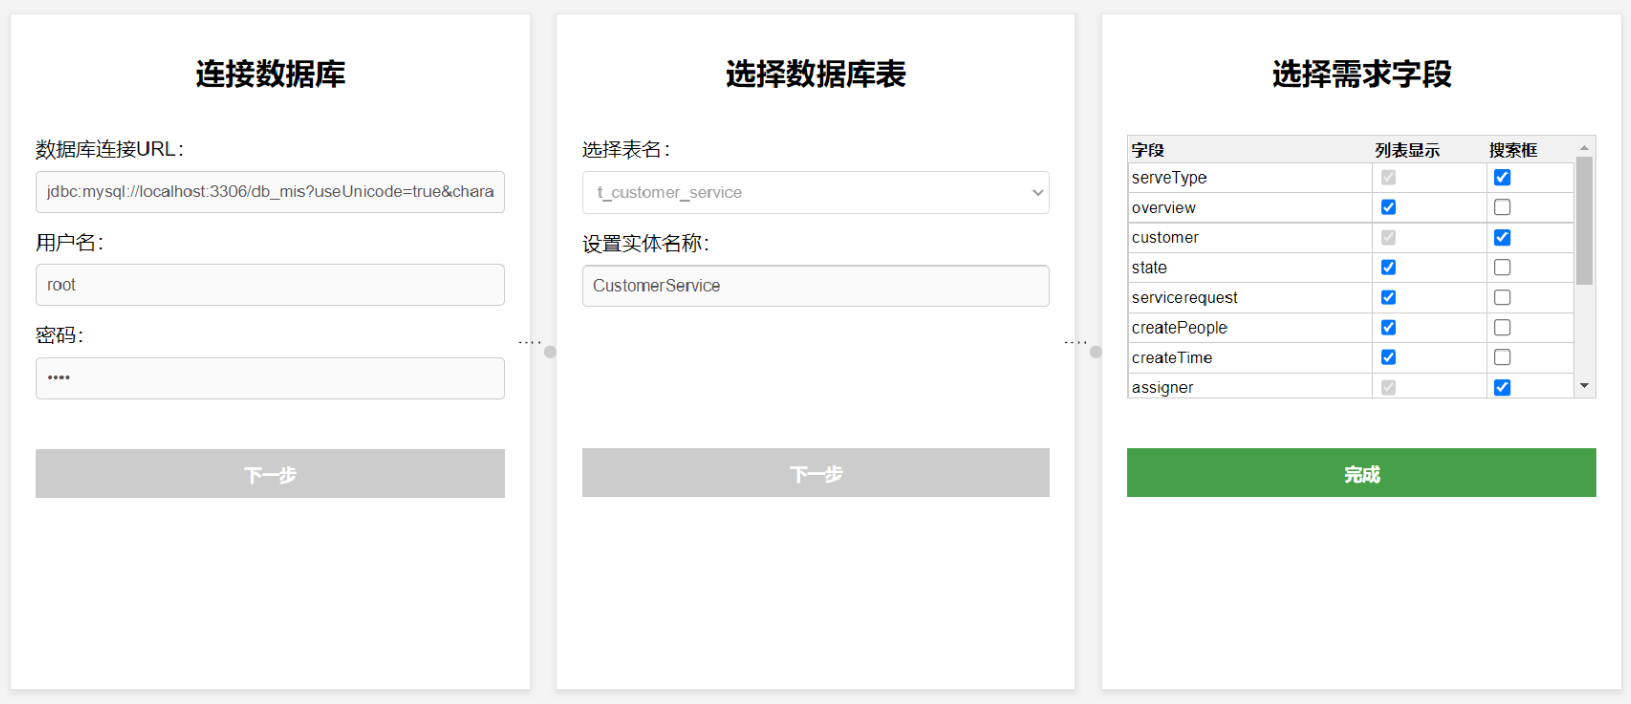 连接数据库
数据库连接URL：
jdbc:mysql://localhost:3306/db_mis?useUnicode=true&chara
用户名：
root
密码：
••••
下一步
选择数据库表
选择表名：
t_customer_service
设置实体名称：
CustomerService
下一步
选择需求字段
字段 列表显示 搜索框
serveType
overview
customer
state
servicerequest
createPeople
createTime
assigner
完成